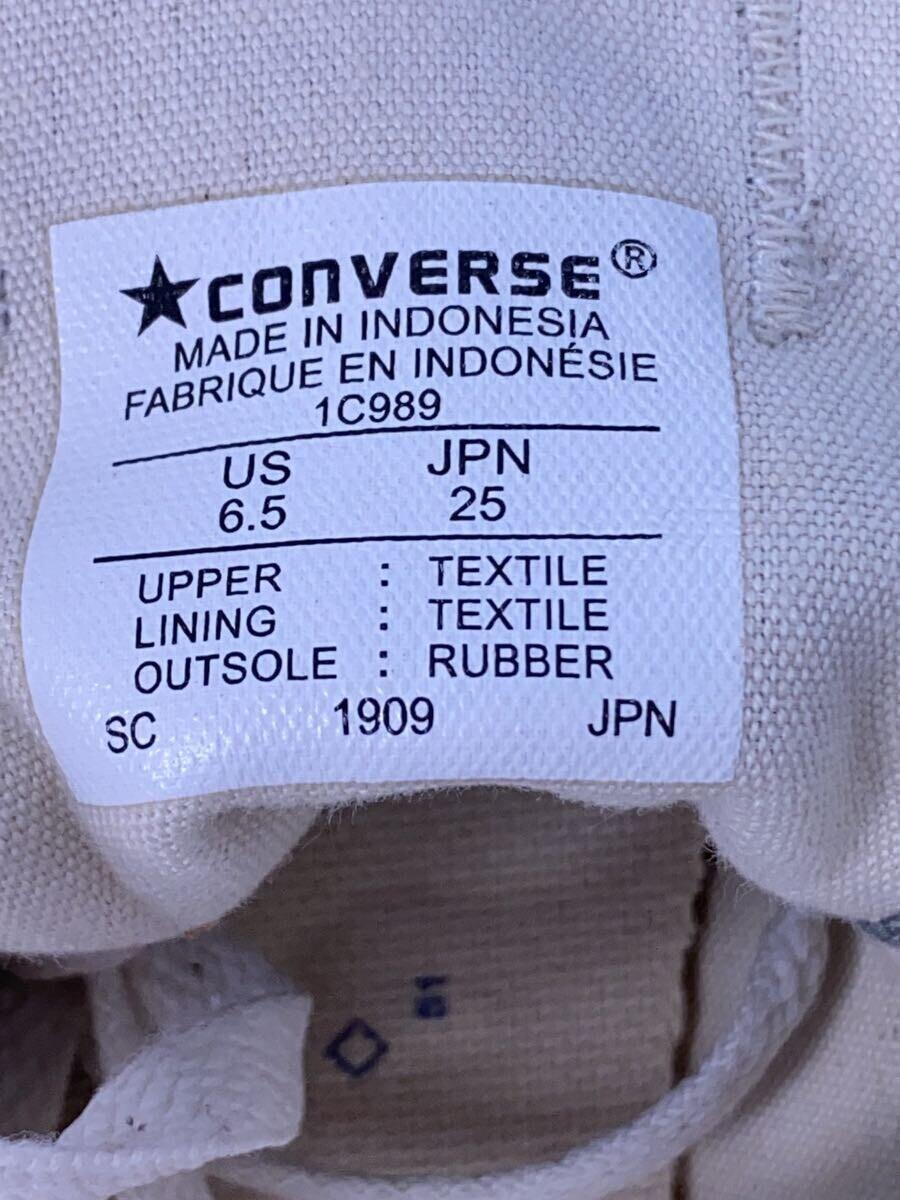 ★CONVERSE®
MADE IN INDONESIA
FABRIQUE EN INDONÉSIE
1C989
US JPN
6.5 25
UPPER : TEXTILE
LINING : TEXTILE
OUTSOLE : RUBBER
SC 1909 JPN